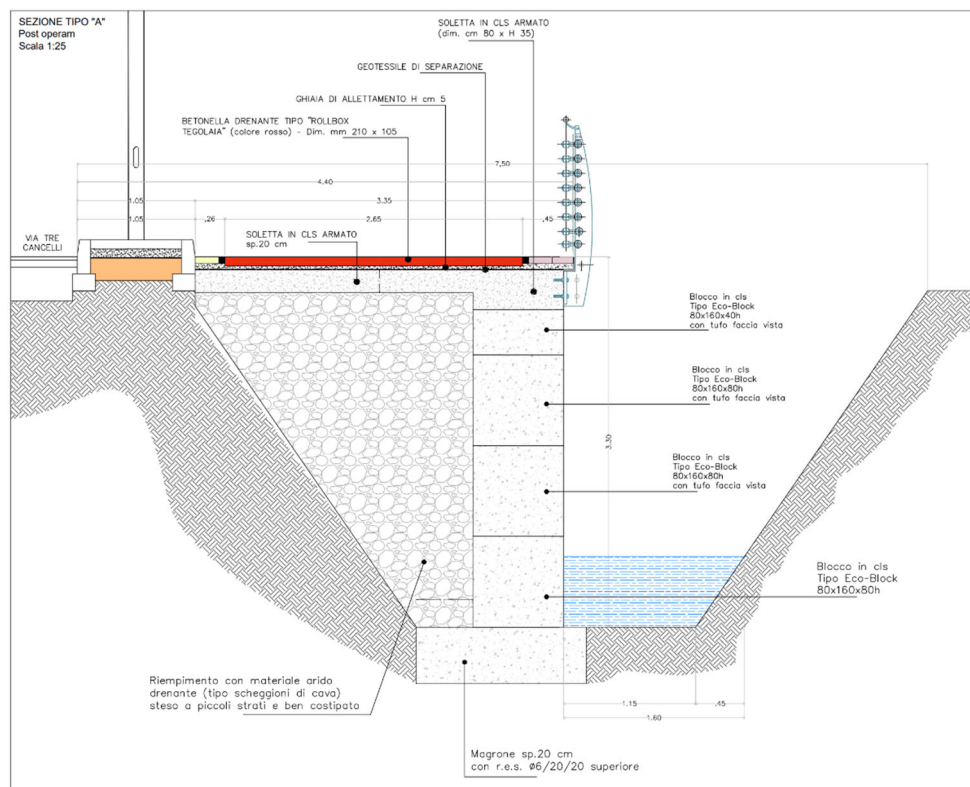 SEZIONE TIPO "A"
Post operam
Scala 1:25
SOLETTA IN CLS ARMATO
(dim. cm 80 x H 35)
GEOTESSILE DI SEPARAZIONE
GHIAIA DI ALLETTAMENTO H cm 5
BETONELLA DRENANTE TIPO "ROLLBOX
TEGOLAIA" (colore rosso) - Dim. mm 210 x 105
7,50
4.40
1.05
3.35
1.05
,26
2.65
,45
VIA TRE
CANCELLI
SOLETTA IN CLS ARMATO
sp.20 cm
Blocco in cls
Tipo Eco-Block
80x160x40h
con tufo faccia vista
Blocco in cls
Tipo Eco-Block
80x160x80h
con tufo faccia vista
3.30
Blocco in cls
Tipo Eco-Block
80x160x80h
con tufo faccia vista
Blocco in cls
Tipo Eco-Block
80x160x80h
Riempimento con materiale arido
drenante (tipo scheggioni di cava)
steso a piccoli strati e ben costipato
1.15
,45
1.60
Magrone sp.20 cm
con r.e.s. Ø6/20/20 superiore